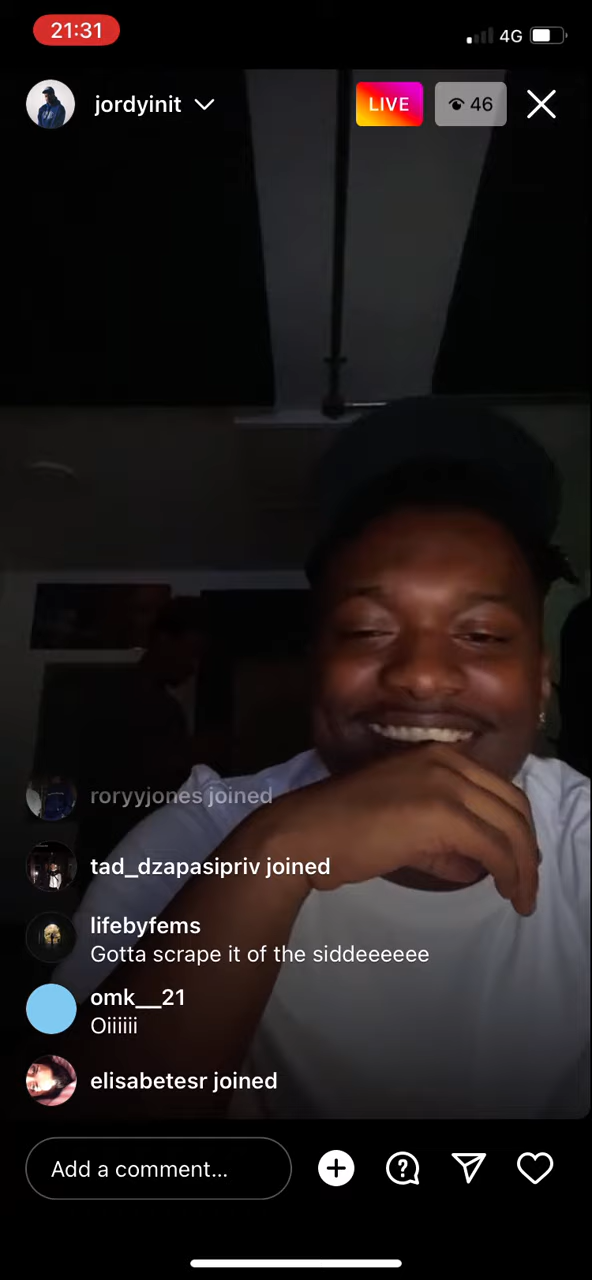 21:31
4G
jordyinit
LIVE
46
roryyjones joined
tad_dzapasipriv joined
lifebyfems
Gotta scrape it of the siddeeeeee
omk__21
Oiiiiii
elisabetesr joined
Add a comment...